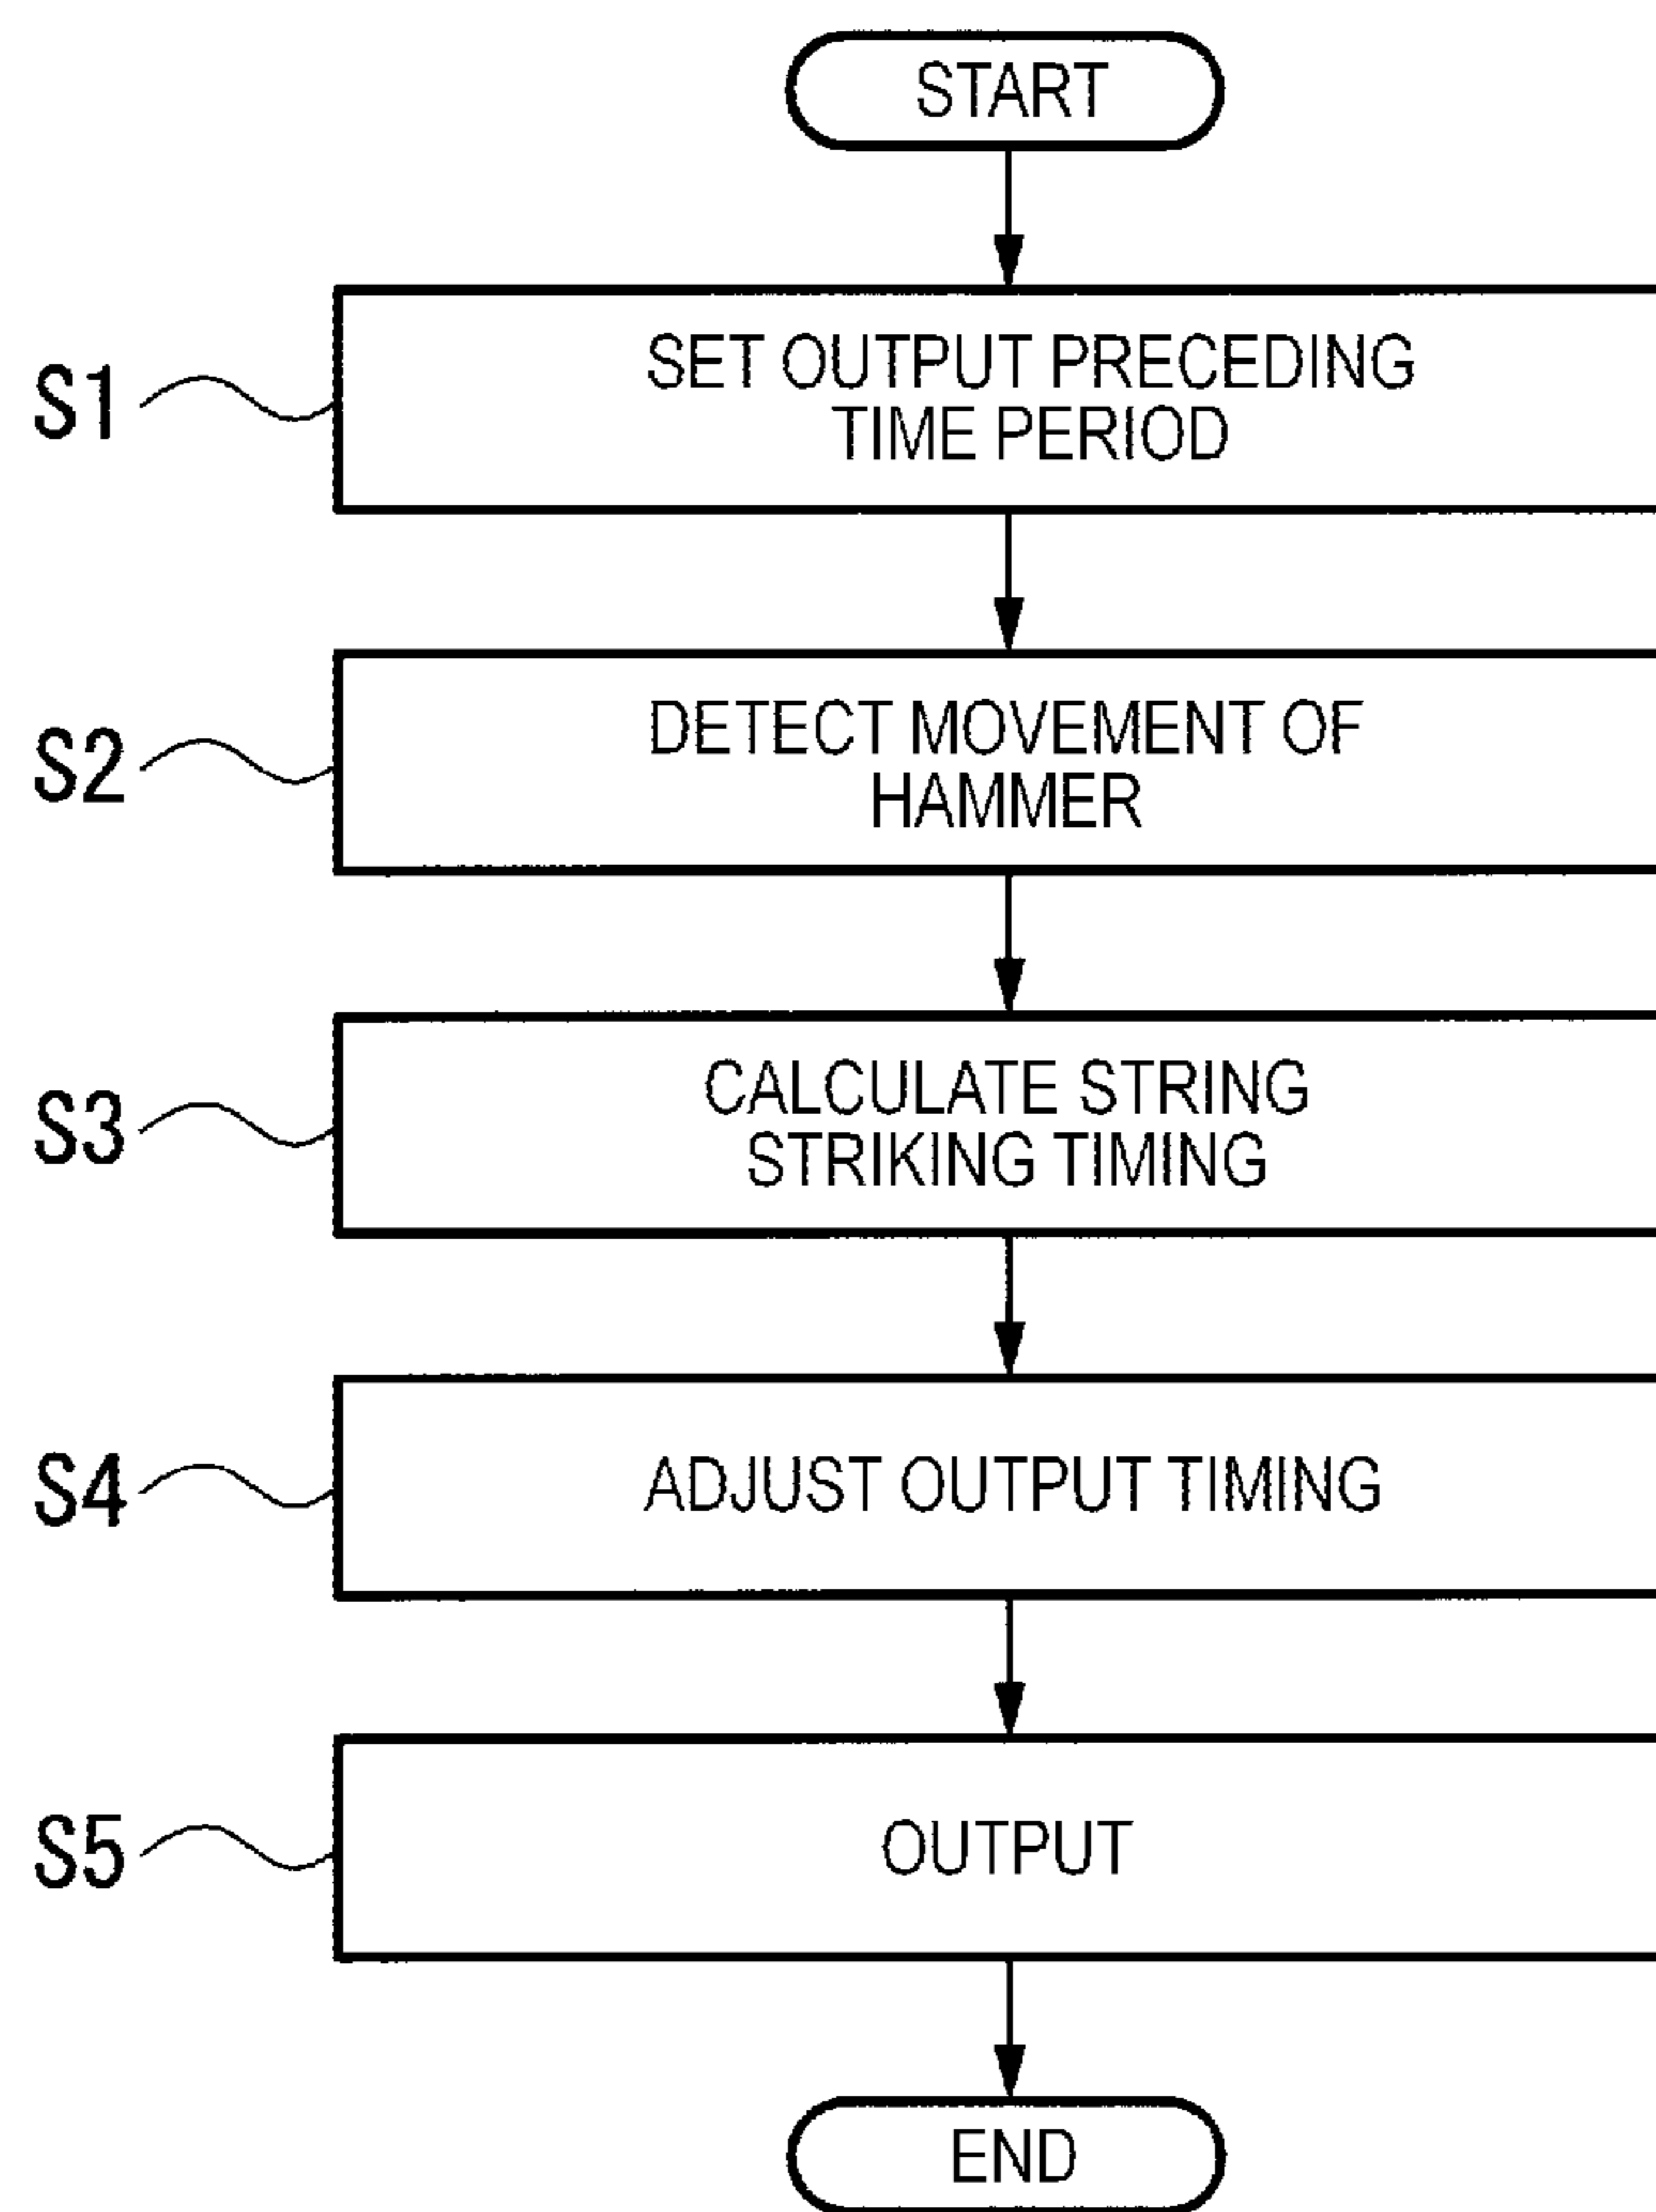 START
S1
SET OUTPUT PRECEDING
TIME PERIOD
S2
DETECT MOVEMENT OF
HAMMER
S3
CALCULATE STRING
STRIKING TIMING
S4
ADJUST OUTPUT TIMING
S5
OUTPUT
END